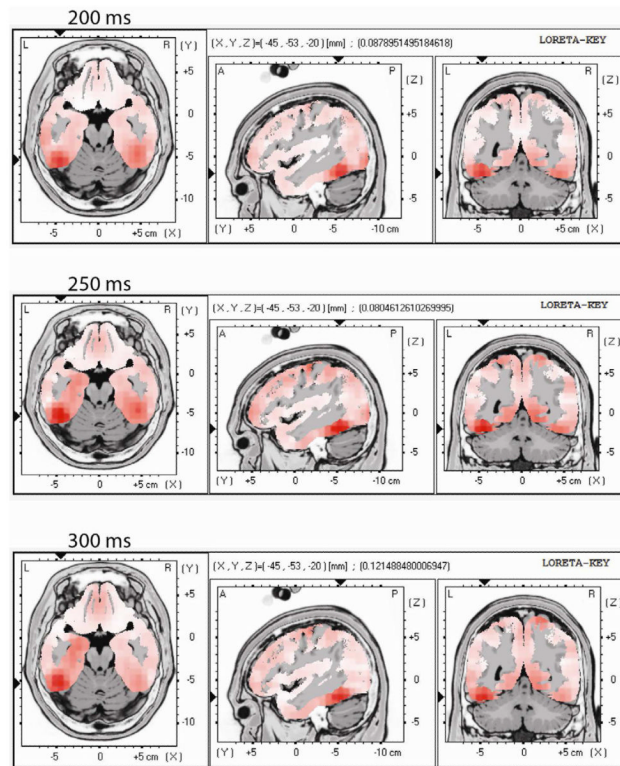 200 ms
(X,Y,Z)=(-45,-53,-20)[mm] ; (0.0878951495184618) LORETA-KEY
L R (Y) A P (Z) L R (Z)
+5 +5 +5
0 0 0
-5 -5 -5
-10
-5 0 +5 cm (X) (Y) +5 0 -5 -10 cm -5 0 +5 cm (X)
250 ms
(X,Y,Z)=(-45,-53,-20)[mm] ; (0.0804612610269995) LORETA-KEY
L R (Y) A P (Z) L R (Z)
+5 +5 +5
0 0 0
-5 -5 -5
-10
-5 0 +5 cm (X) (Y) +5 0 -5 -10 cm -5 0 +5 cm (X)
300 ms
(X,Y,Z)=(-45,-53,-20)[mm] ; (0.121488480006947) LORETA-KEY
L R (Y) A P (Z) L R (Z)
+5 +5 +5
0 0 0
-5 -5 -5
-10
-5 0 +5 cm (X) (Y) +5 0 -5 -10 cm -5 0 +5 cm (X)